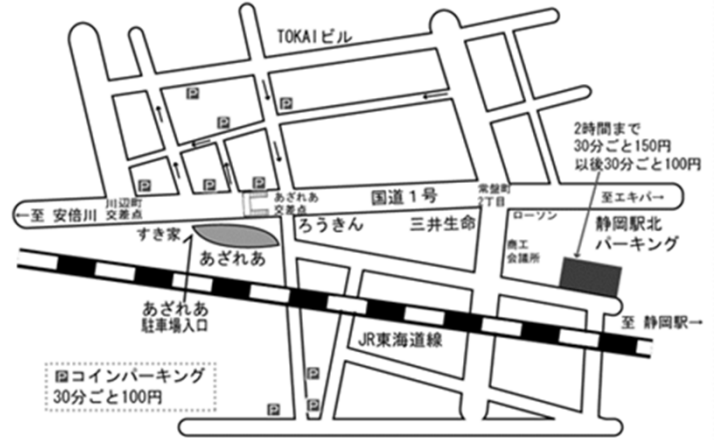 TOKAIビル
P
P
P
2時間まで
30分ごと150円
以後30分ごと100円
P
P
P
←至 安倍川
川辺町
交差点
あざれあ
交差点
国道1号
常盤町
2丁目
至エキパ→
すき家
あざれあ
ろうきん
三井生命
ローソン
商工
会議所
静岡駅北
パーキング
あざれあ
駐車場入口
JR東海道線
至 静岡駅→
P コインパーキング
30分ごと100円
P
P
P